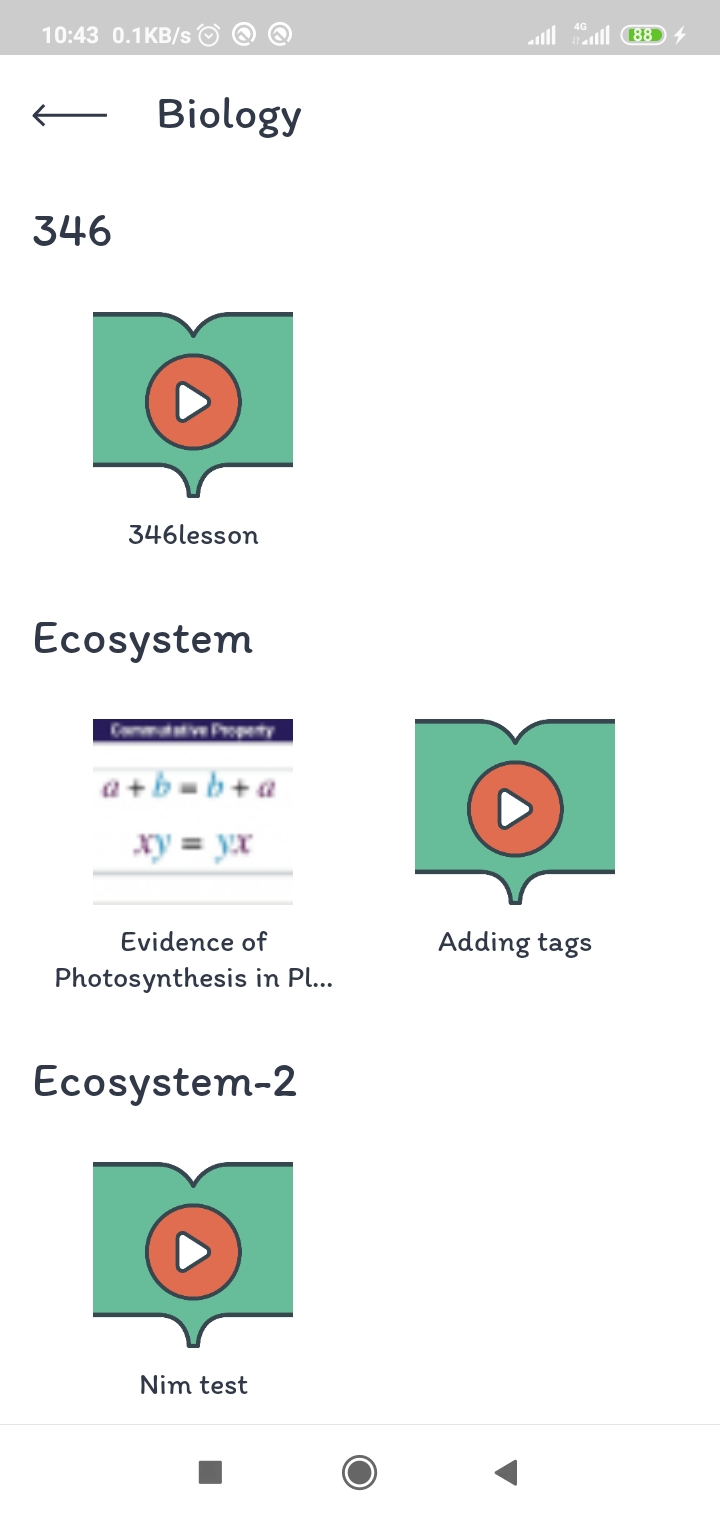 10:43 0.1KB/s 4G 88
Biology
346
346lesson
Ecosystem
Commutative Property
a + b = b + a
xy = yx
Evidence of
Photosynthesis in Pl...
Adding tags
Ecosystem-2
Nim test